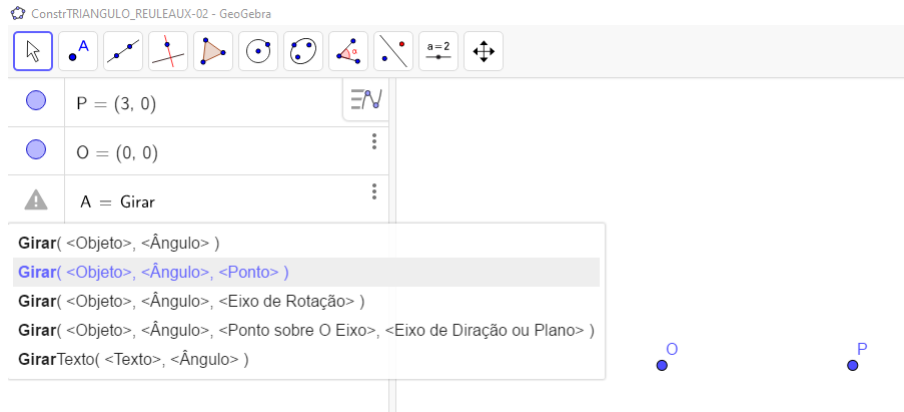 ConstrTRIANGULO_REULEAUX-02 - GeoGebra
A
α
a=2
P = (3, 0)
O = (0, 0)
A = Girar
Girar( <Objeto>, <Ângulo> )
Girar( <Objeto>, <Ângulo>, <Ponto> )
Girar( <Objeto>, <Ângulo>, <Eixo de Rotação> )
Girar( <Objeto>, <Ângulo>, <Ponto sobre O Eixo>, <Eixo de Diração ou Plano> )
GirarTexto( <Texto>, <Ângulo> )
O P